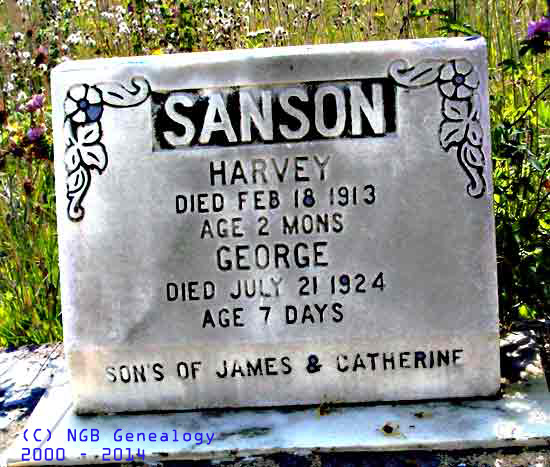 SANSON
HARVEY
DIED FEB 18 1913
AGE 2 MONS
GEORGE
DIED JULY 21 1924
AGE 7 DAYS
SON'S OF JAMES & CATHERINE
(C) NGB Genealogy
2000 - 2014